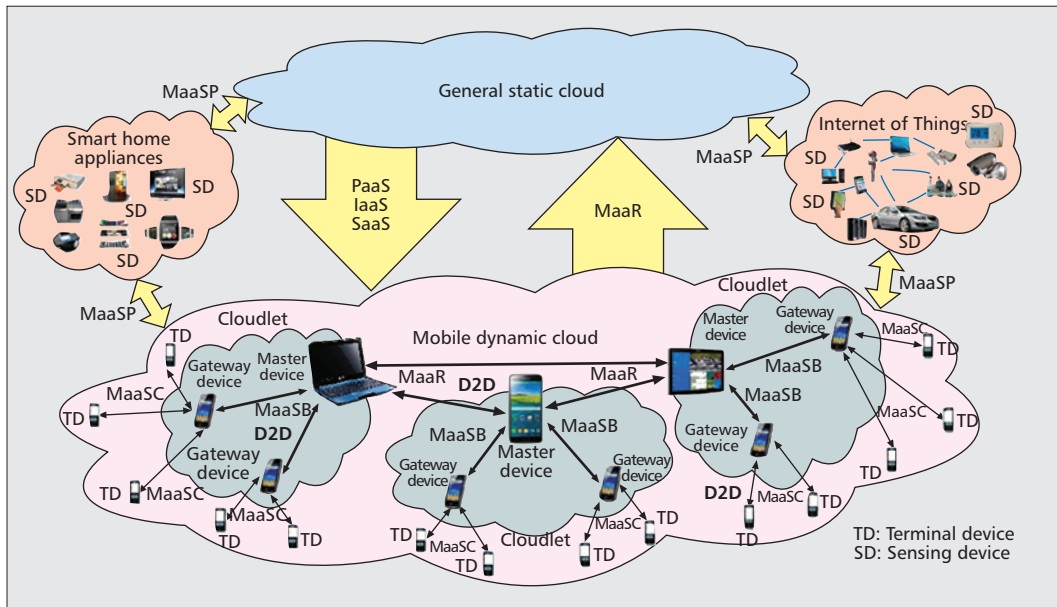 General static cloud
MaaSP
Smart home
appliances
SD
SD
SD
SD
MaaSP
PaaS
IaaS
SaaS
MaaR
MaaSP
Internet of Things
SD
SD
SD
SD
SD
MaaSP
Mobile dynamic cloud
Cloudlet
TD
Gateway
device
Master
device
MaaSC
MaaSB
D2D
TD
Gateway
device
TD
MaaSC
TD
MaaSC
TD
MaaR
D2D
MaaR
MaaSB
MaaSB
Master
device
Gateway
device
Gateway
device
TD
MaaSC
TD
Cloudlet
MaaSC
TD
TD
Cloudlet
Master
device
Gateway
device
MaaSC
TD
MaaSB
MaaSB
MaaSC
TD
Gateway
device
TD
D2D
MaaSC
TD
TD
TD: Terminal device
SD: Sensing device